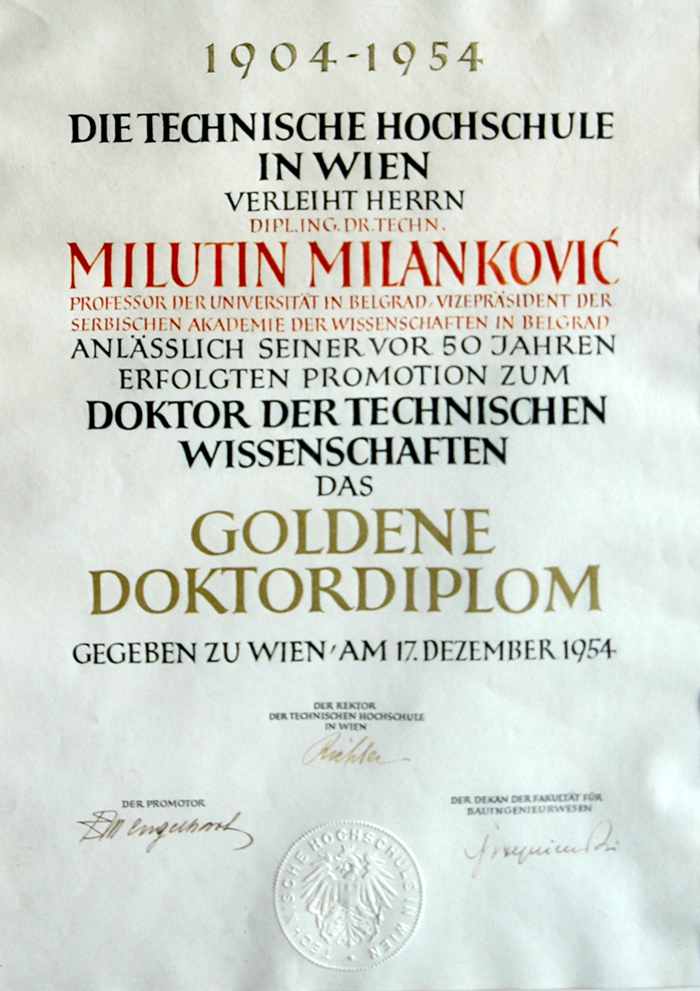 1904-1954
DIE TECHNISCHE HOCHSCHULE
IN WIEN
VERLEIHT HERRN
DIPL.ING. DR.TECHN.
MILUTIN MILANKOVIĆ
PROFESSOR DER UNIVERSITÄT IN BELGRAD, VIZEPRÄSIDENT DER
SERBISCHEN AKADEMIE DER WISSENSCHAFTEN IN BELGRAD
ANLÄSSLICH SEINER VOR 50 JAHREN
ERFOLGTEN PROMOTION ZUM
DOKTOR DER TECHNISCHEN
WISSENSCHAFTEN
DAS
GOLDENE
DOKTORDIPLOM
GEGEBEN ZU WIEN, AM 17. DEZEMBER 1954
DER REKTOR
DER TECHNISCHEN HOCHSCHULE
IN WIEN
Richter
DER PROMOTOR
DER DEKAN DER FAKULTÄT FÜR
BAUINGENIEURWESEN
TECHNISCHE HOCHSCHULE IN WIEN